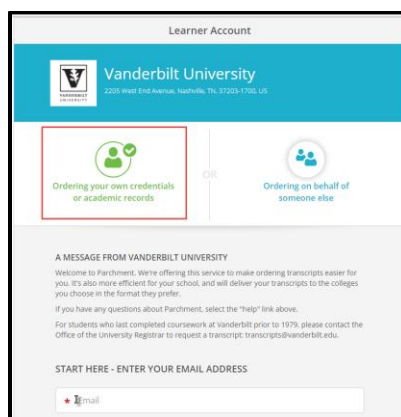 Learner Account
V
VANDERBILT
UNIVERSITY
Vanderbilt University
2205 West End Avenue, Nashville, TN, 37203-1700, US
Ordering your own credentials
or academic records
OR
Ordering on behalf of
someone else
A MESSAGE FROM VANDERBILT UNIVERSITY
Welcome to Parchment. We're offering this service to make ordering transcripts easier for
you. It's also more efficient for your school, and will deliver your transcripts to the colleges
you choose in the format they prefer.
If you have any questions about Parchment, select the "help" link above.
For students who last completed coursework at Vanderbilt prior to 1979, please contact the
Office of the University Registrar to request a transcript: transcripts@vanderbilt.edu.
START HERE - ENTER YOUR EMAIL ADDRESS
* Email